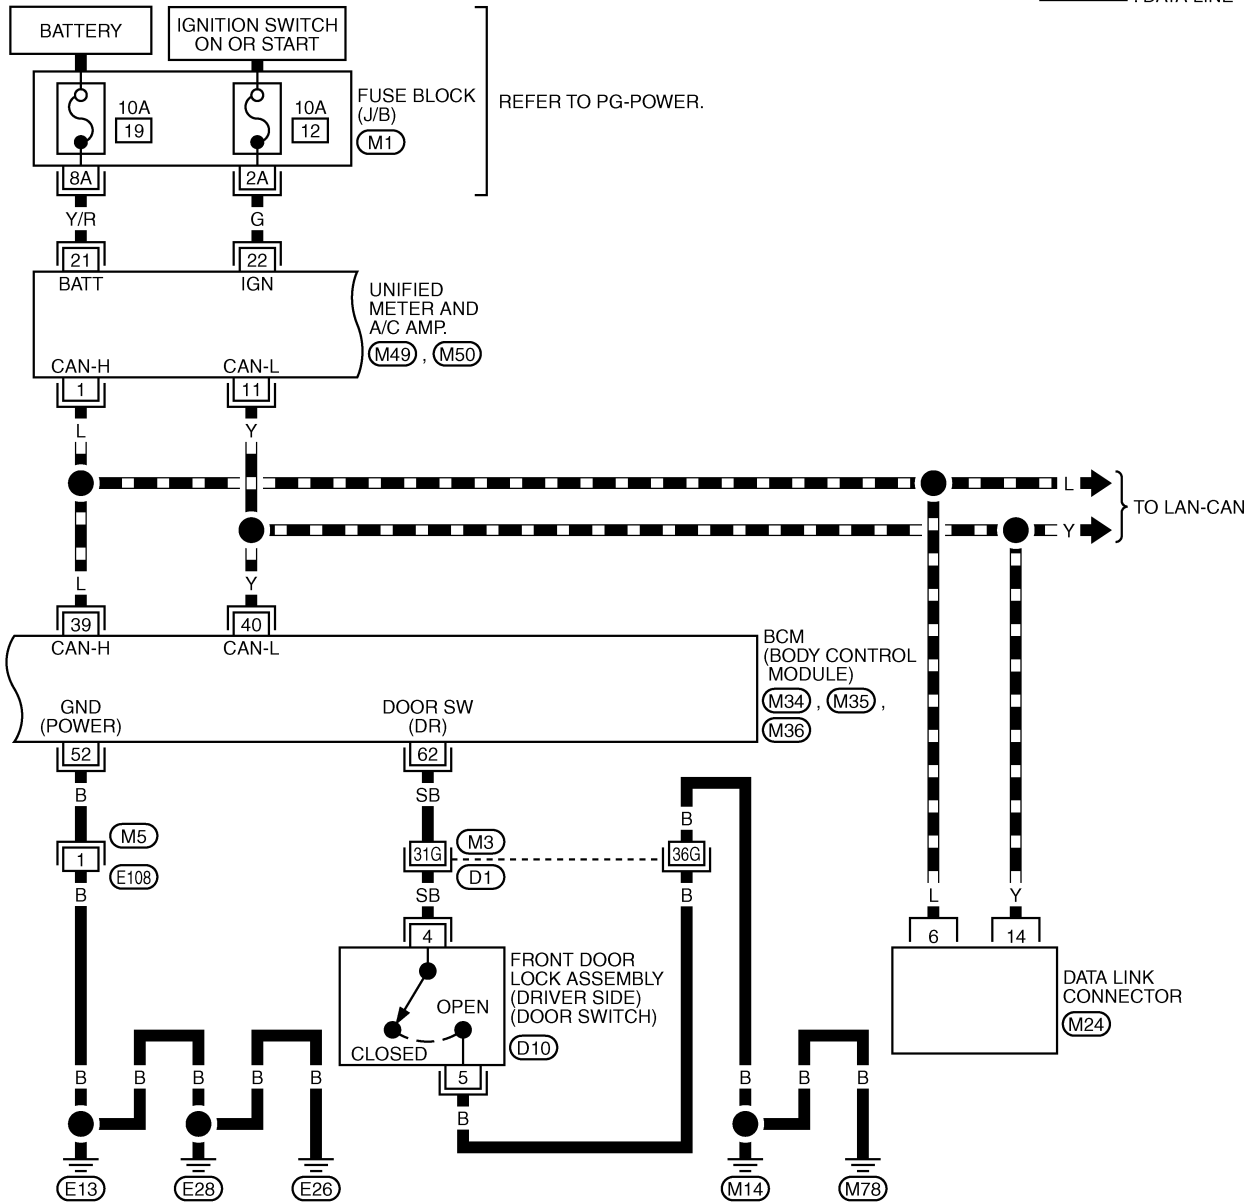 : DATA LINE
BATTERY
IGNITION SWITCH
ON OR START
10A
19
10A
12
FUSE BLOCK
(J/B)
M1
REFER TO PG-POWER.
8A
2A
Y/R
G
21
22
BATT
IGN
UNIFIED
METER AND
A/C AMP.
M49 , M50
CAN-H
CAN-L
1
11
L
Y
L
Y
TO LAN-CAN
L
Y
39
40
CAN-H
CAN-L
BCM
(BODY CONTROL
MODULE)
M34 , M35 ,
M36
GND
(POWER)
DOOR SW
(DR)
52
62
B
SB
B
M5
1
E108
M3
31G
D1
36G
B
SB
B
L
Y
4
6
14
FRONT DOOR
LOCK ASSEMBLY
(DRIVER SIDE)
(DOOR SWITCH)
D10
OPEN
CLOSED
DATA LINK
CONNECTOR
M24
5
B
B
B
B
B
B
B
B
B
E13
E28
E26
M14
M78